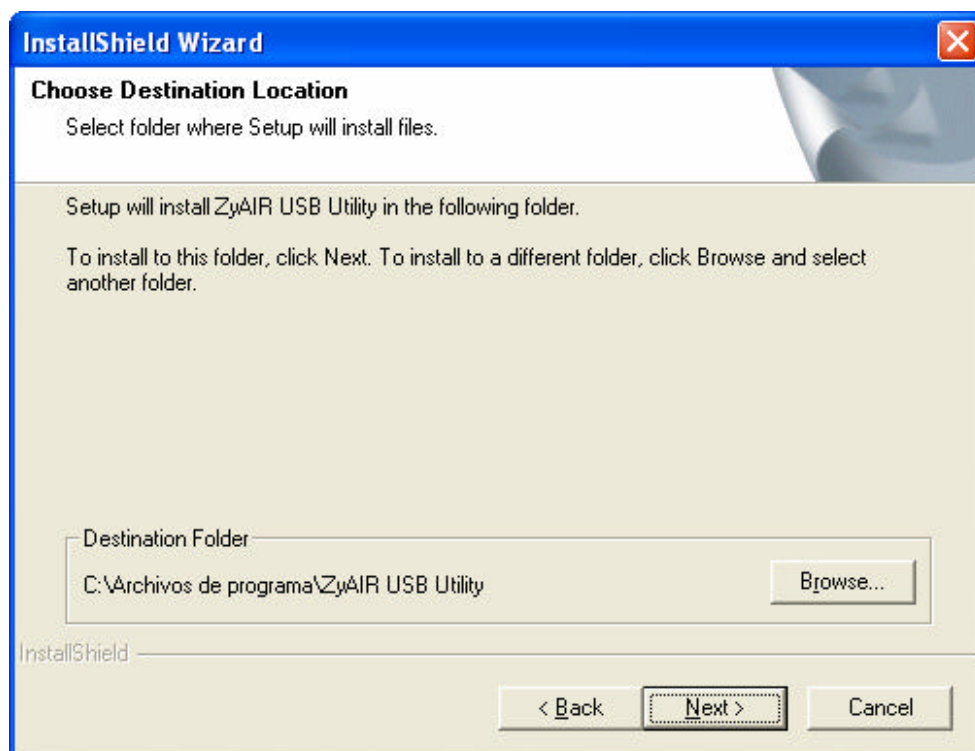 InstallShield Wizard
Choose Destination Location
Select folder where Setup will install files.
Setup will install ZyAIR USB Utility in the following folder.
To install to this folder, click Next. To install to a different folder, click Browse and select
another folder.
Destination Folder
C:\Archivos de programa\ZyAIR USB Utility
Browse...
InstallShield
< Back
Next >
Cancel